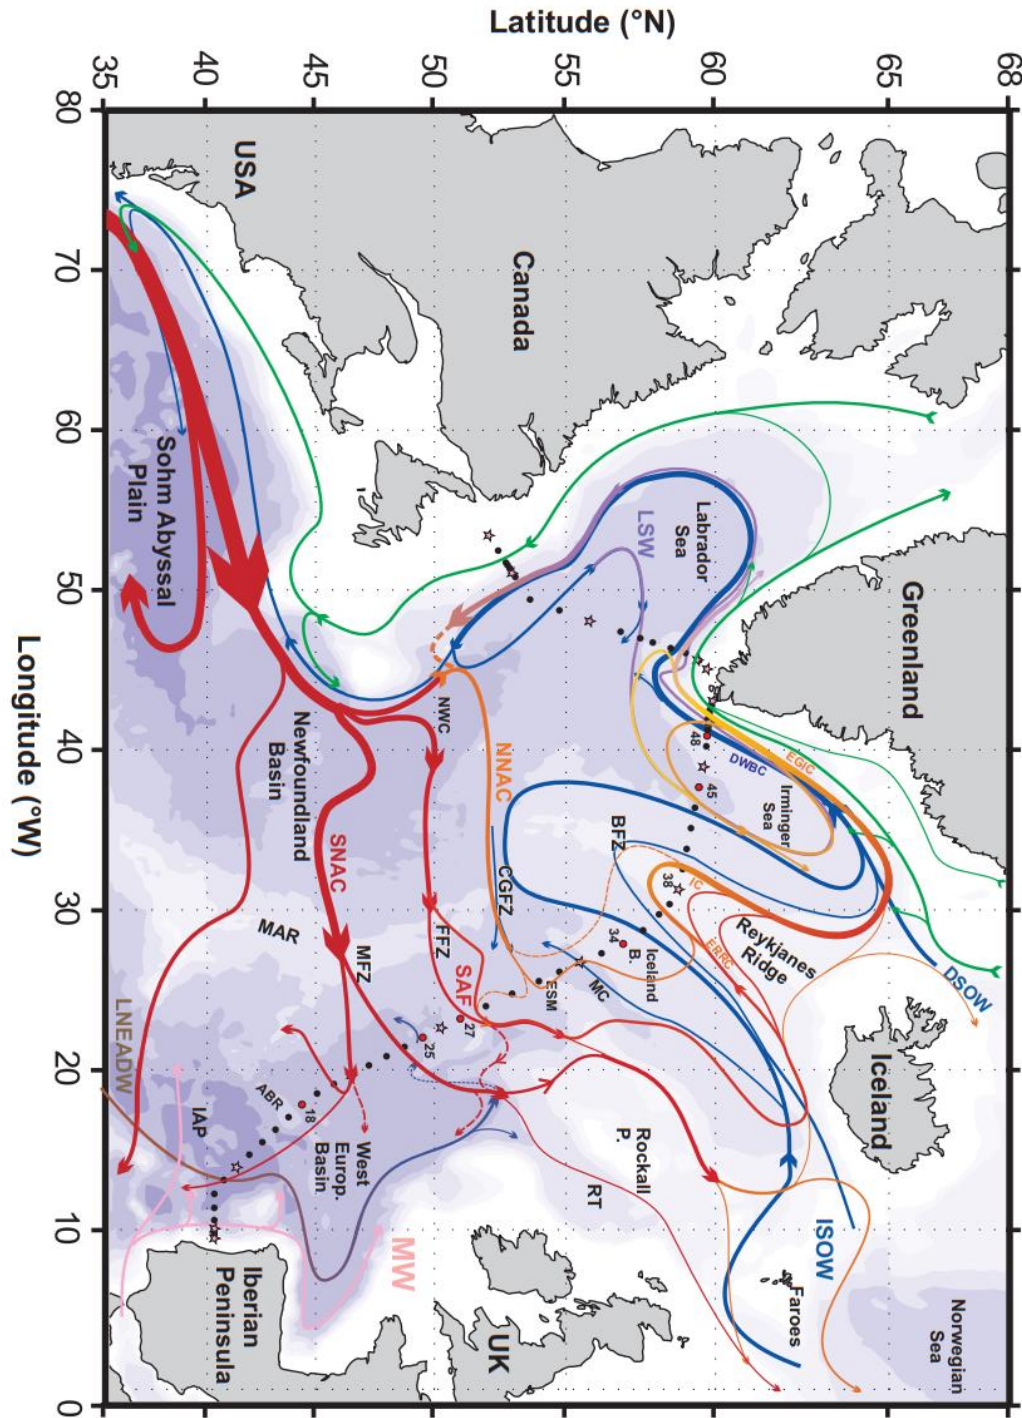 Latitude (°N)
35
40
45
50
55
60
65
68
80
70
60
50
40
30
20
10
0
Longitude (°W)
USA
Canada
Greenland
Iceland
Sohm Abyssal
Plain
Labrador
Sea
LSW
Newfoundland
Basin
NWC
NNAC
SNAC
DWBC
EGIC
Irminger
Sea
48
45
BFZ
IC
38
CGFZ
34
Iceland
B.
ERRC
Reykjanes
Ridge
DSOW
MAR
MFZ
FFZ
SAF
27
25
ESM
MC
LNEADW
IAP
ABR
18
West
Europ.
Basin
Rockall
P.
RT
ISOW
MW
Faroes
Norwegian
Sea
Iberian
Peninsula
UK